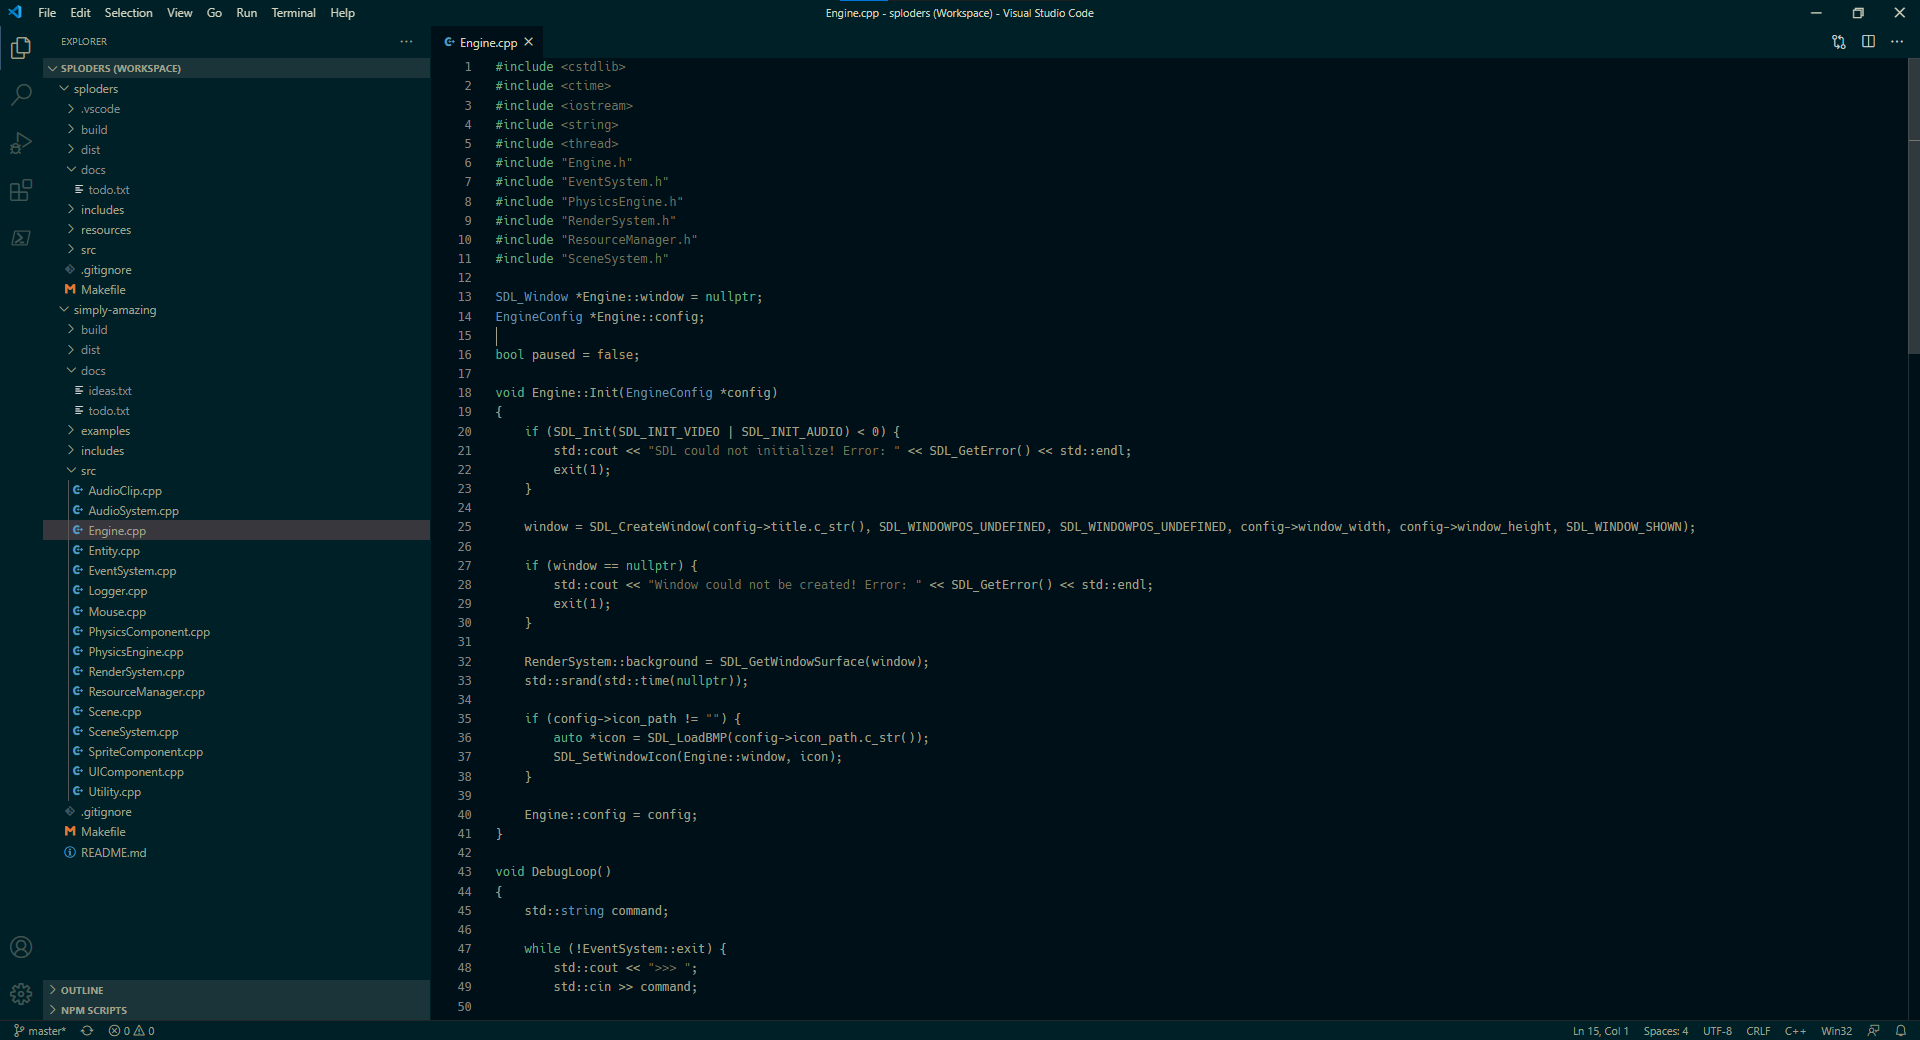 File Edit Selection View Go Run Terminal Help
Engine.cpp - sploders (Workspace) - Visual Studio Code
EXPLORER
SPLODERS (WORKSPACE)
sploders
.vscode
build
dist
docs
todo.txt
includes
resources
src
.gitignore
Makefile
simply-amazing
build
dist
docs
ideas.txt
todo.txt
examples
includes
src
AudioClip.cpp
AudioSystem.cpp
Engine.cpp
Entity.cpp
EventSystem.cpp
Logger.cpp
Mouse.cpp
PhysicsComponent.cpp
PhysicsEngine.cpp
RenderSystem.cpp
ResourceManager.cpp
Scene.cpp
SceneSystem.cpp
SpriteComponent.cpp
UIComponent.cpp
Utility.cpp
.gitignore
Makefile
README.md
OUTLINE
NPM SCRIPTS
Engine.cpp
1 #include <cstdlib>
2 #include <ctime>
3 #include <iostream>
4 #include <string>
5 #include <thread>
6 #include "Engine.h"
7 #include "EventSystem.h"
8 #include "PhysicsEngine.h"
9 #include "RenderSystem.h"
10 #include "ResourceManager.h"
11 #include "SceneSystem.h"
12
13 SDL_Window *Engine::window = nullptr;
14 EngineConfig *Engine::config;
15
16 bool paused = false;
17
18 void Engine::Init(EngineConfig *config)
19 {
20     if (SDL_Init(SDL_INIT_VIDEO | SDL_INIT_AUDIO) < 0) {
21         std::cout << "SDL could not initialize! Error: " << SDL_GetError() << std::endl;
22         exit(1);
23     }
24
25     window = SDL_CreateWindow(config->title.c_str(), SDL_WINDOWPOS_UNDEFINED, SDL_WINDOWPOS_UNDEFINED, config->window_width, config->window_height, SDL_WINDOW_SHOWN);
26
27     if (window == nullptr) {
28         std::cout << "Window could not be created! Error: " << SDL_GetError() << std::endl;
29         exit(1);
30     }
31
32     RenderSystem::background = SDL_GetWindowSurface(window);
33     std::srand(std::time(nullptr));
34
35     if (config->icon_path != "") {
36         auto *icon = SDL_LoadBMP(config->icon_path.c_str());
37         SDL_SetWindowIcon(Engine::window, icon);
38     }
39
40     Engine::config = config;
41 }
42
43 void DebugLoop()
44 {
45     std::string command;
46
47     while (!EventSystem::exit) {
48         std::cout << ">>> ";
49         std::cin >> command;
50
master* 0 0
Ln 15, Col 1 Spaces: 4 UTF-8 CRLF C++ Win32